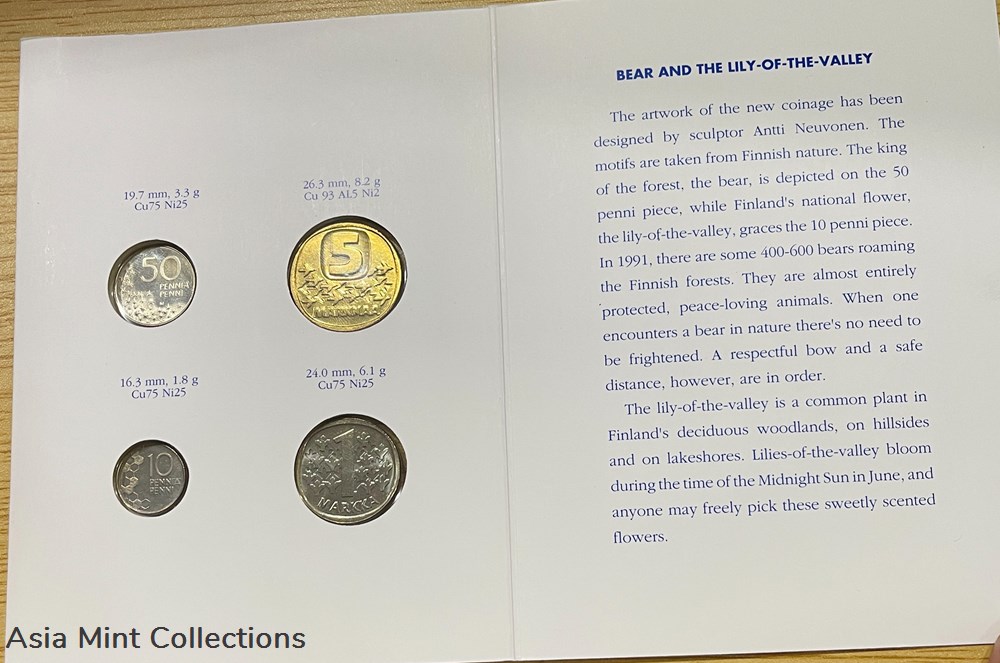 19.7 mm, 3.3 g
Cu75 Ni25
26.3 mm, 8.2 g
Cu 93 AL5 Ni2
50
PENNIÄ
PENNI
5
MARKKAA
16.3 mm, 1.8 g
Cu75 Ni25
24.0 mm, 6.1 g
Cu75 Ni25
10
PENNIÄ
PENNI
1
MARKKA
BEAR AND THE LILY-OF-THE-VALLEY
The artwork of the new coinage has been
designed by sculptor Antti Neuvonen. The
motifs are taken from Finnish nature. The king
of the forest, the bear, is depicted on the 50
penni piece, while Finland's national flower,
the lily-of-the-valley, graces the 10 penni piece.
In 1991, there are some 400-600 bears roaming
the Finnish forests. They are almost entirely
protected, peace-loving animals. When one
encounters a bear in nature there's no need to
be frightened. A respectful bow and a safe
distance, however, are in order.
The lily-of-the-valley is a common plant in
Finland's deciduous woodlands, on hillsides
and on lakeshores. Lilies-of-the-valley bloom
during the time of the Midnight Sun in June, and
anyone may freely pick these sweetly scented
flowers.
Asia Mint Collections